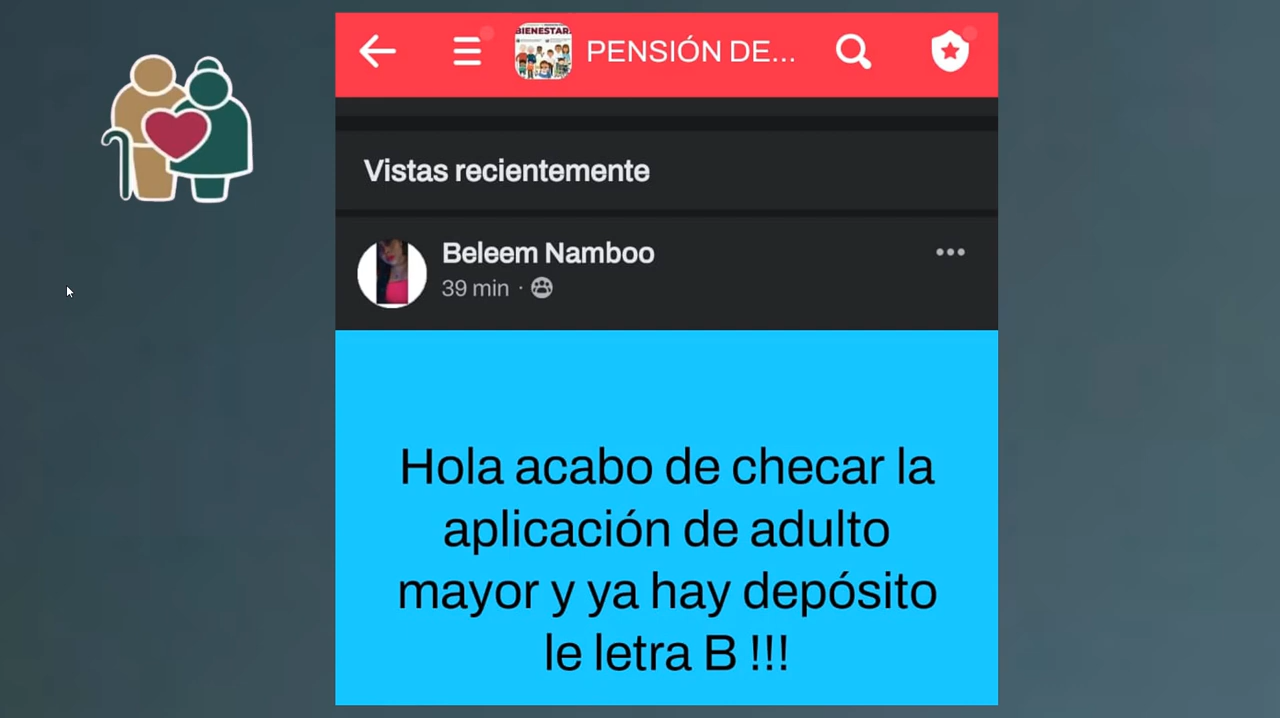 BIENESTAR
PENSIÓN DE...
Vistas recientemente
Beleem Namboo
39 min ·
Hola acabo de checar la
aplicación de adulto
mayor y ya hay depósito
le letra B !!!